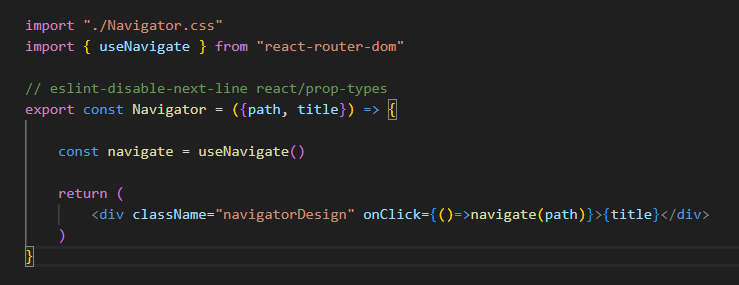 import "./Navigator.css"
import { useNavigate } from "react-router-dom"
// eslint-disable-next-line react/prop-types
export const Navigator = ({path, title}) => {
const navigate = useNavigate()
return (
<div className="navigatorDesign" onClick={()=>navigate(path)}>{title}</div>
)
}